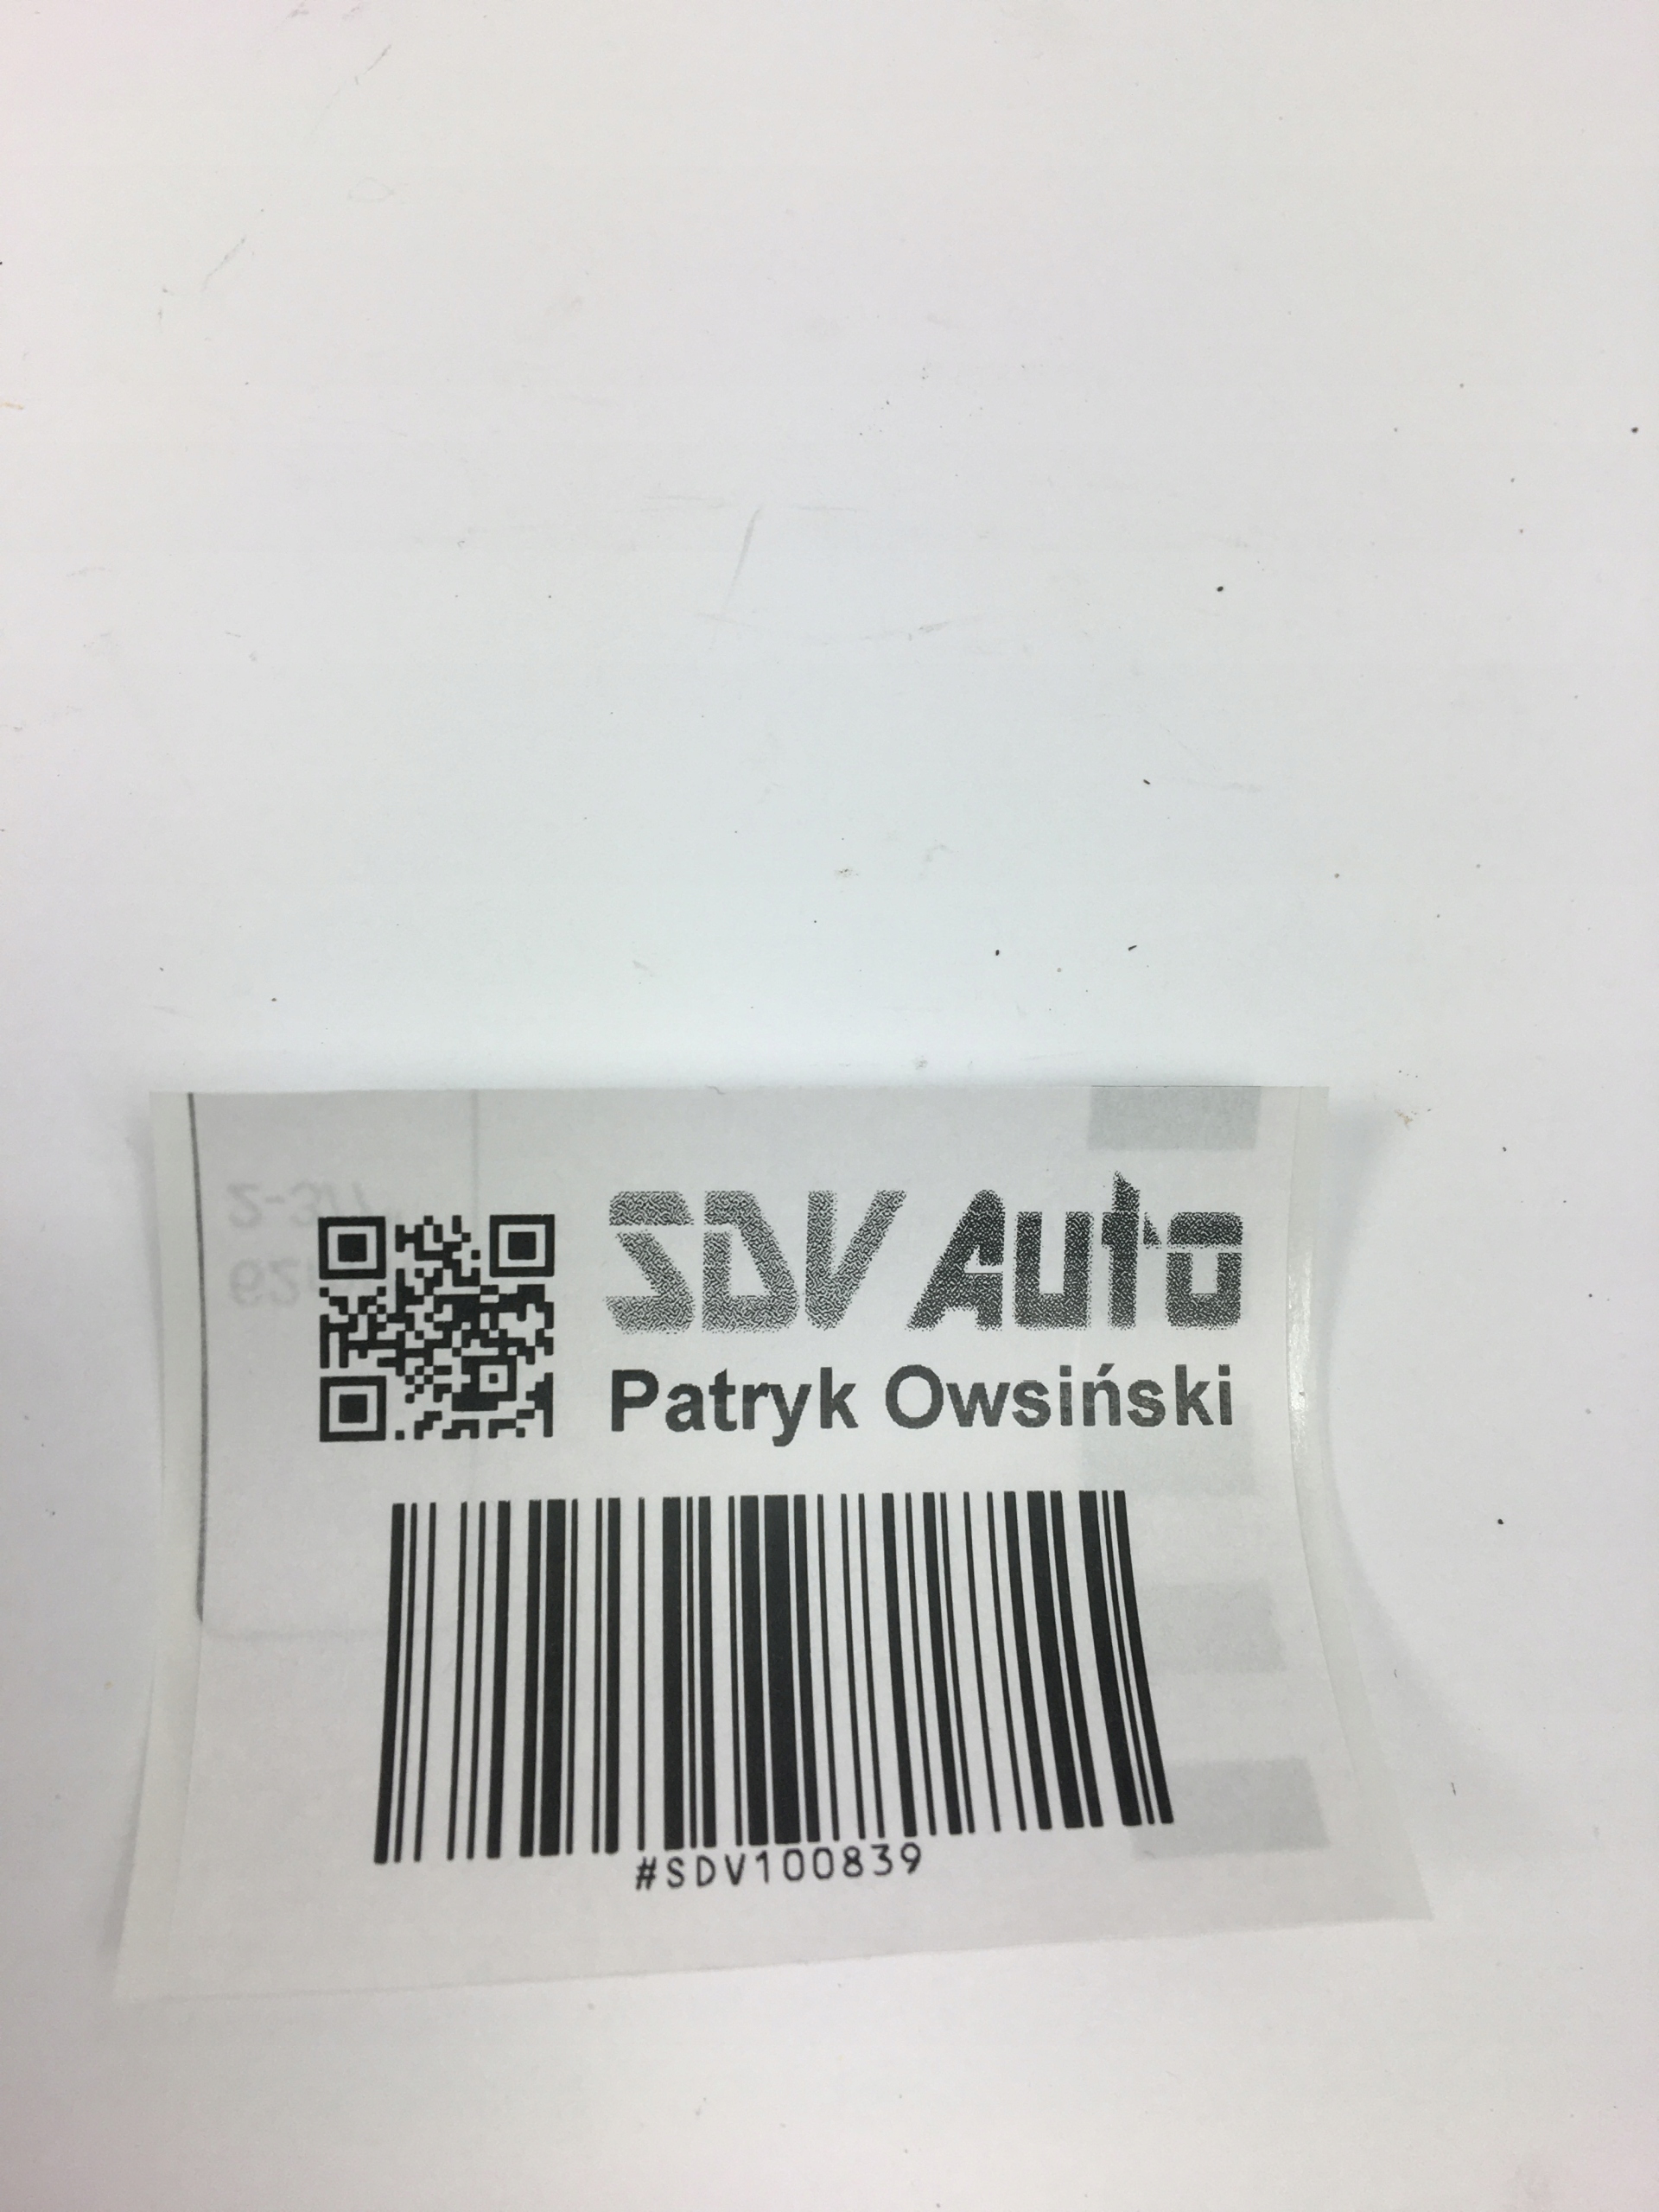 SDV Auto
Patryk Owsiński
#SDV100839